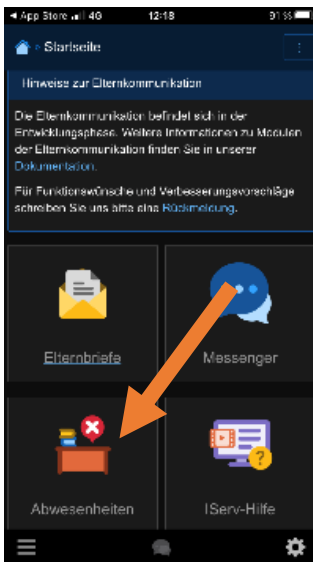 App Store 4G 12:18 91 %
Startseite
Hinweise zur Elternkommunikation
Die Elternkommunikation befindet sich in der
Entwicklungsphase. Weitere Informationen zu Modulen
der Elternkommunikation finden Sie in unserer
Dokumentation.
Für Funktionswünsche und Verbesserungsvorschläge
schreiben Sie uns bitte eine Rückmeldung.
Elternbriefe
Messenger
Abwesenheiten
IServ-Hilfe